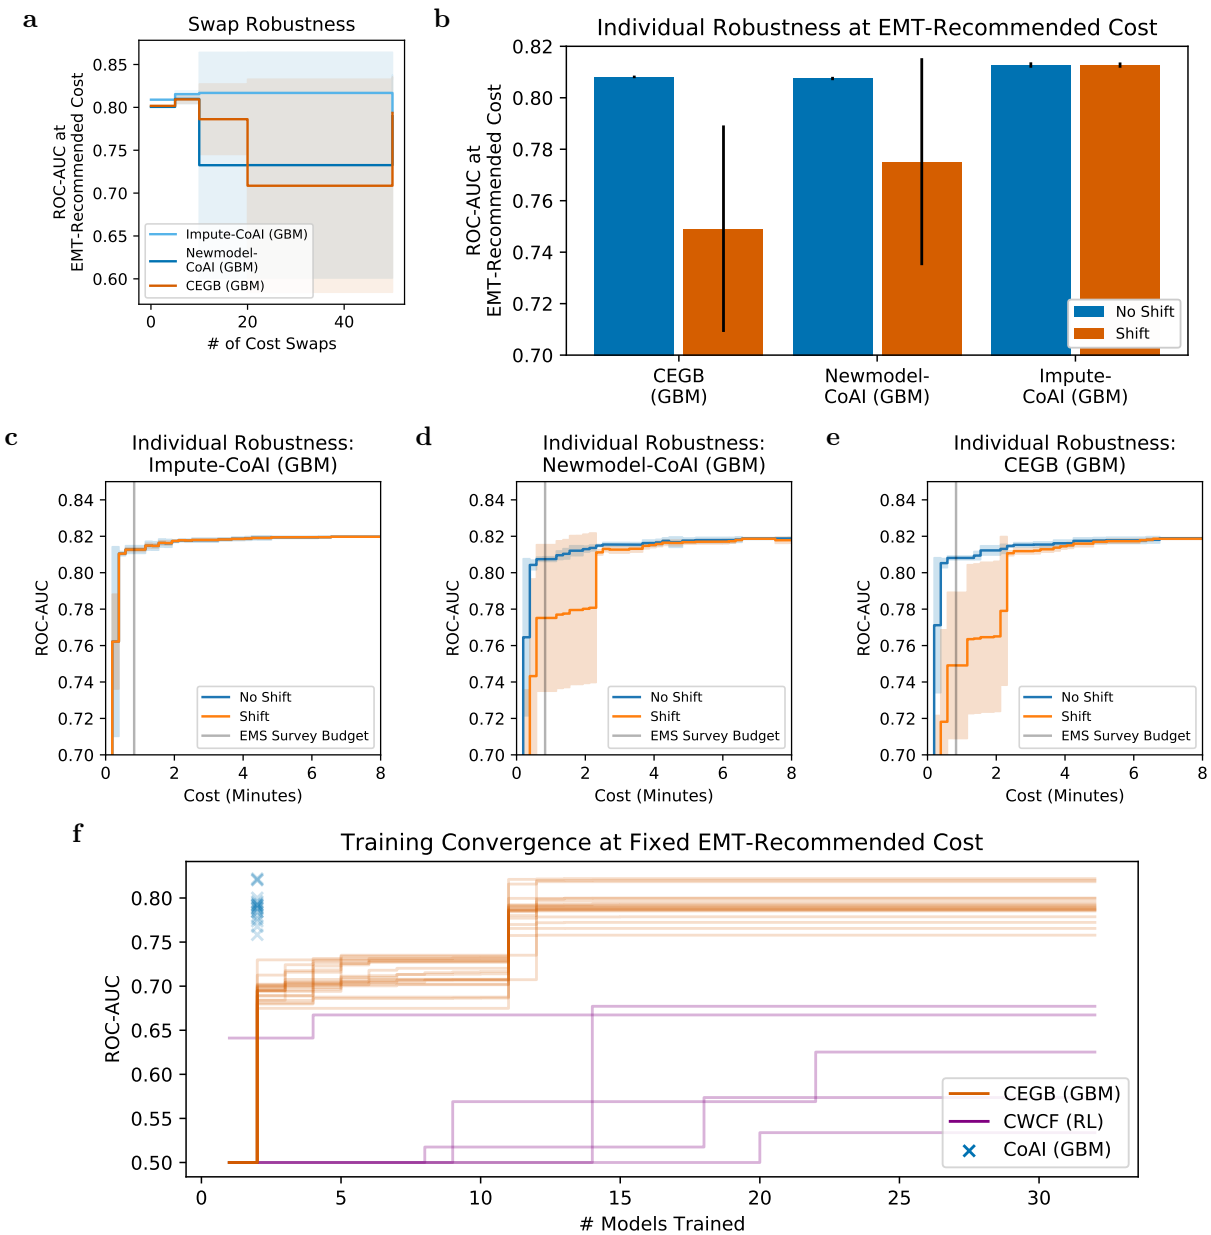 a
Swap Robustness
ROC-AUC at
EMT-Recommended Cost
0.85
0.80
0.75
0.70
0.65
0.60
Impute-CoAI (GBM)
Newmodel-
CoAI (GBM)
CEGB (GBM)
0 20 40
# of Cost Swaps
b
Individual Robustness at EMT-Recommended Cost
ROC-AUC at
EMT-Recommended Cost
0.82
0.80
0.78
0.76
0.74
0.72
0.70
No Shift
Shift
CEGB
(GBM)
Newmodel-
CoAI (GBM)
Impute-
CoAI (GBM)
c
Individual Robustness:
Impute-CoAI (GBM)
ROC-AUC
0.84
0.82
0.80
0.78
0.76
0.74
0.72
0.70
No Shift
Shift
EMS Survey Budget
0 2 4 6 8
Cost (Minutes)
d
Individual Robustness:
Newmodel-CoAI (GBM)
ROC-AUC
0.84
0.82
0.80
0.78
0.76
0.74
0.72
0.70
No Shift
Shift
EMS Survey Budget
0 2 4 6 8
Cost (Minutes)
e
Individual Robustness:
CEGB (GBM)
ROC-AUC
0.84
0.82
0.80
0.78
0.76
0.74
0.72
0.70
No Shift
Shift
EMS Survey Budget
0 2 4 6 8
Cost (Minutes)
f
Training Convergence at Fixed EMT-Recommended Cost
ROC-AUC
0.80
0.75
0.70
0.65
0.60
0.55
0.50
CEGB (GBM)
CWCF (RL)
CoAI (GBM)
0 5 10 15 20 25 30
# Models Trained